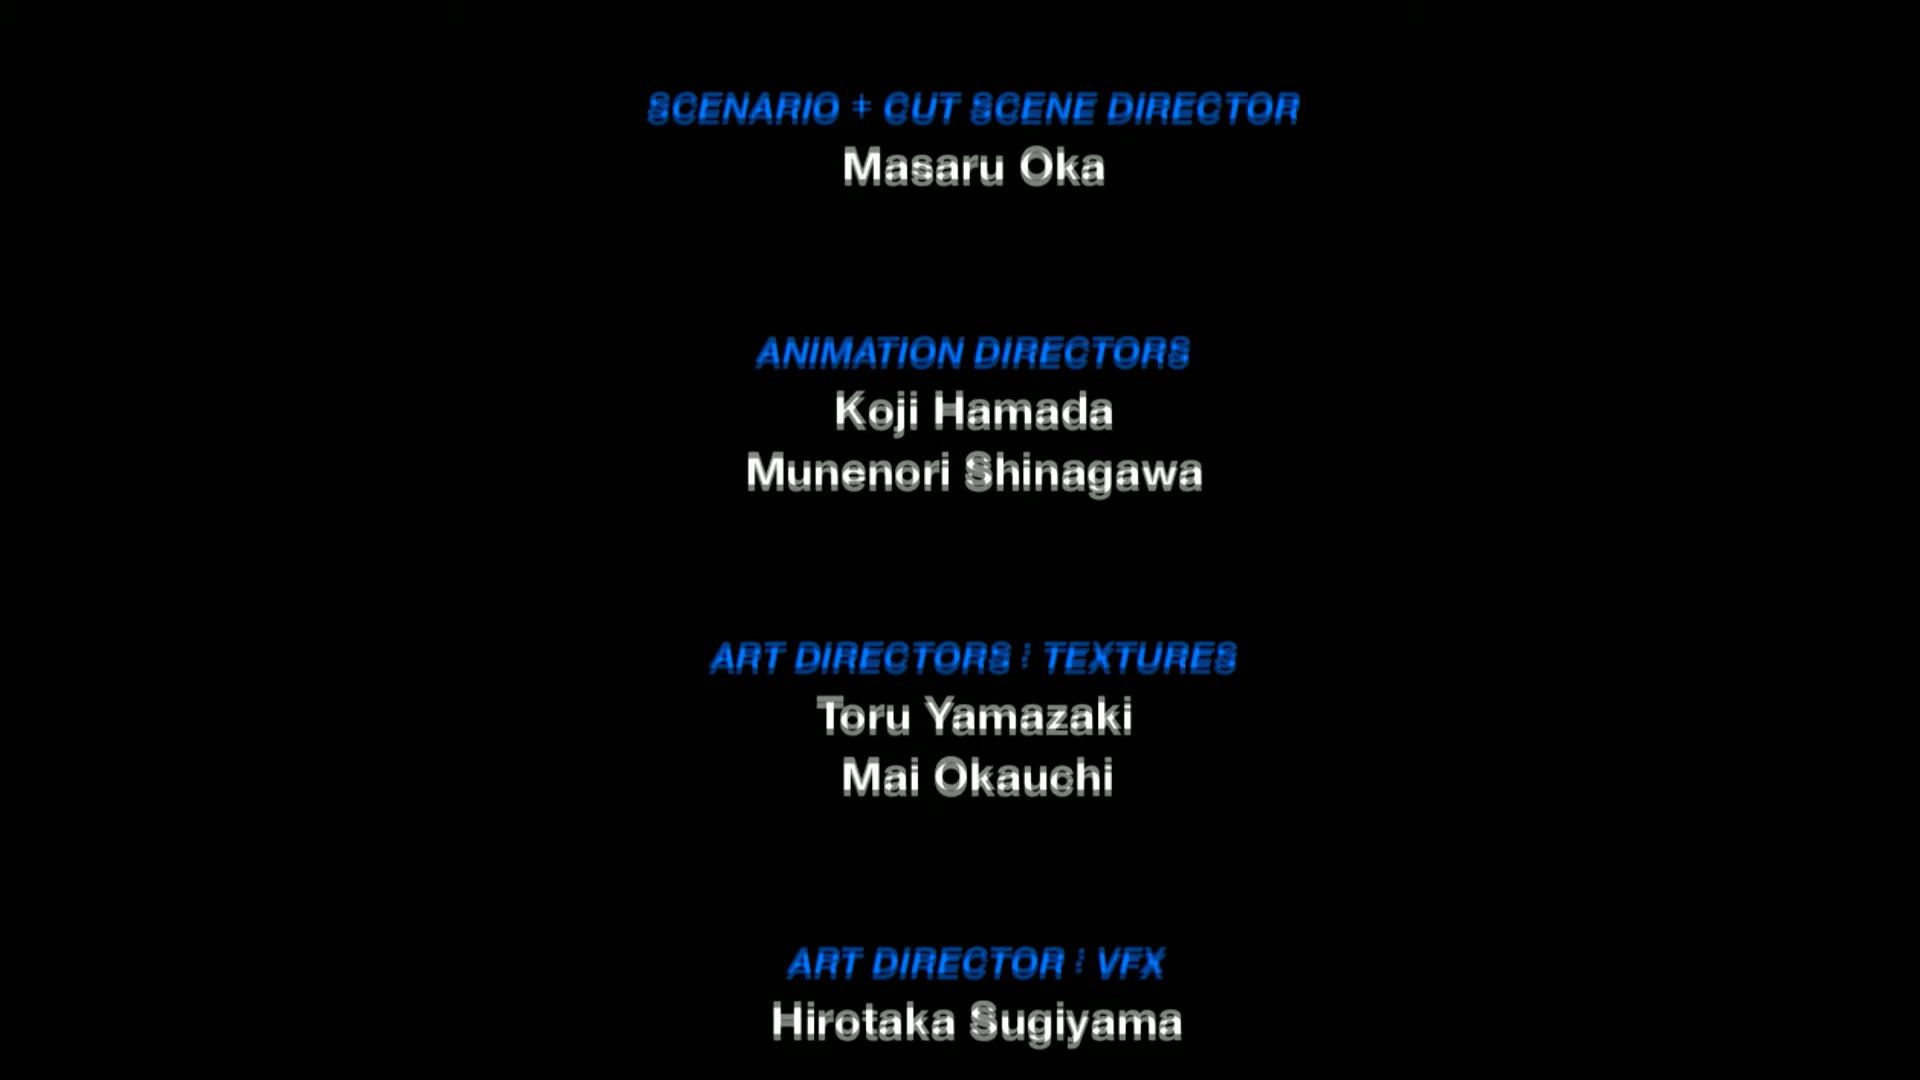 SCENARIO + CUT SCENE DIRECTOR
Masaru Oka
ANIMATION DIRECTORS
Koji Hamada
Munenori Shinagawa
ART DIRECTORS : TEXTURES
Toru Yamazaki
Mai Okauchi
ART DIRECTOR : VFX
Hirotaka Sugiyama